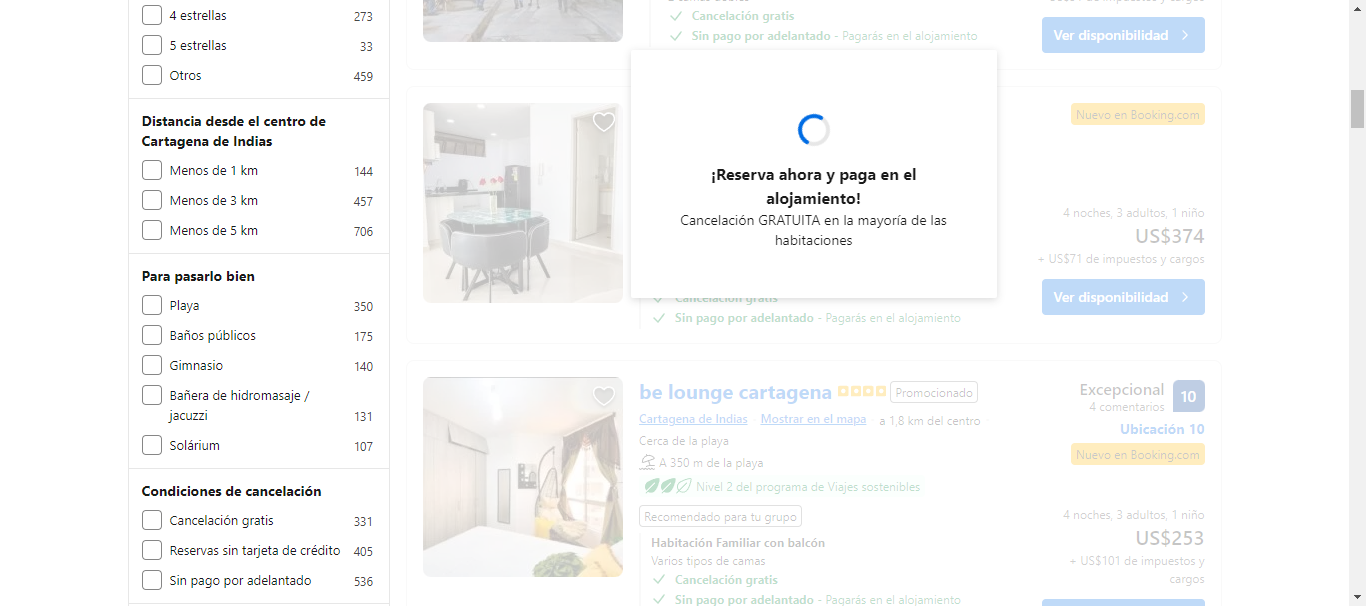 4 estrellas 273
5 estrellas 33
Otros 459
Distancia desde el centro de
Cartagena de Indias
Menos de 1 km 144
Menos de 3 km 457
Menos de 5 km 706
Para pasarlo bien
Playa 350
Baños públicos 175
Gimnasio 140
Bañera de hidromasaje /
jacuzzi 131
Solárium 107
Condiciones de cancelación
Cancelación gratis 331
Reservas sin tarjeta de crédito 405
Sin pago por adelantado 536
Cancelación gratis
Sin pago por adelantado - Pagarás en el alojamiento
Ver disponibilidad
¡Reserva ahora y paga en el
alojamiento!
Cancelación GRATUITA en la mayoría de las
habitaciones
Nuevo en Booking.com
4 noches, 3 adultos, 1 niño
US$374
+ US$71 de impuestos y cargos
Ver disponibilidad
Cancelación gratis
Sin pago por adelantado - Pagarás en el alojamiento
be lounge cartagena Promocionado
Cartagena de Indias Mostrar en el mapa a 1,8 km del centro
Cerca de la playa
A 350 m de la playa
Nivel 2 del programa de Viajes sostenibles
Recomendado para tu grupo
Habitación Familiar con balcón
Varios tipos de camas
Cancelación gratis
Sin pago por adelantado - Pagarás en el alojamiento
Excepcional 10
4 comentarios
Ubicación 10
Nuevo en Booking.com
4 noches, 3 adultos, 1 niño
US$253
+ US$101 de impuestos y
cargos